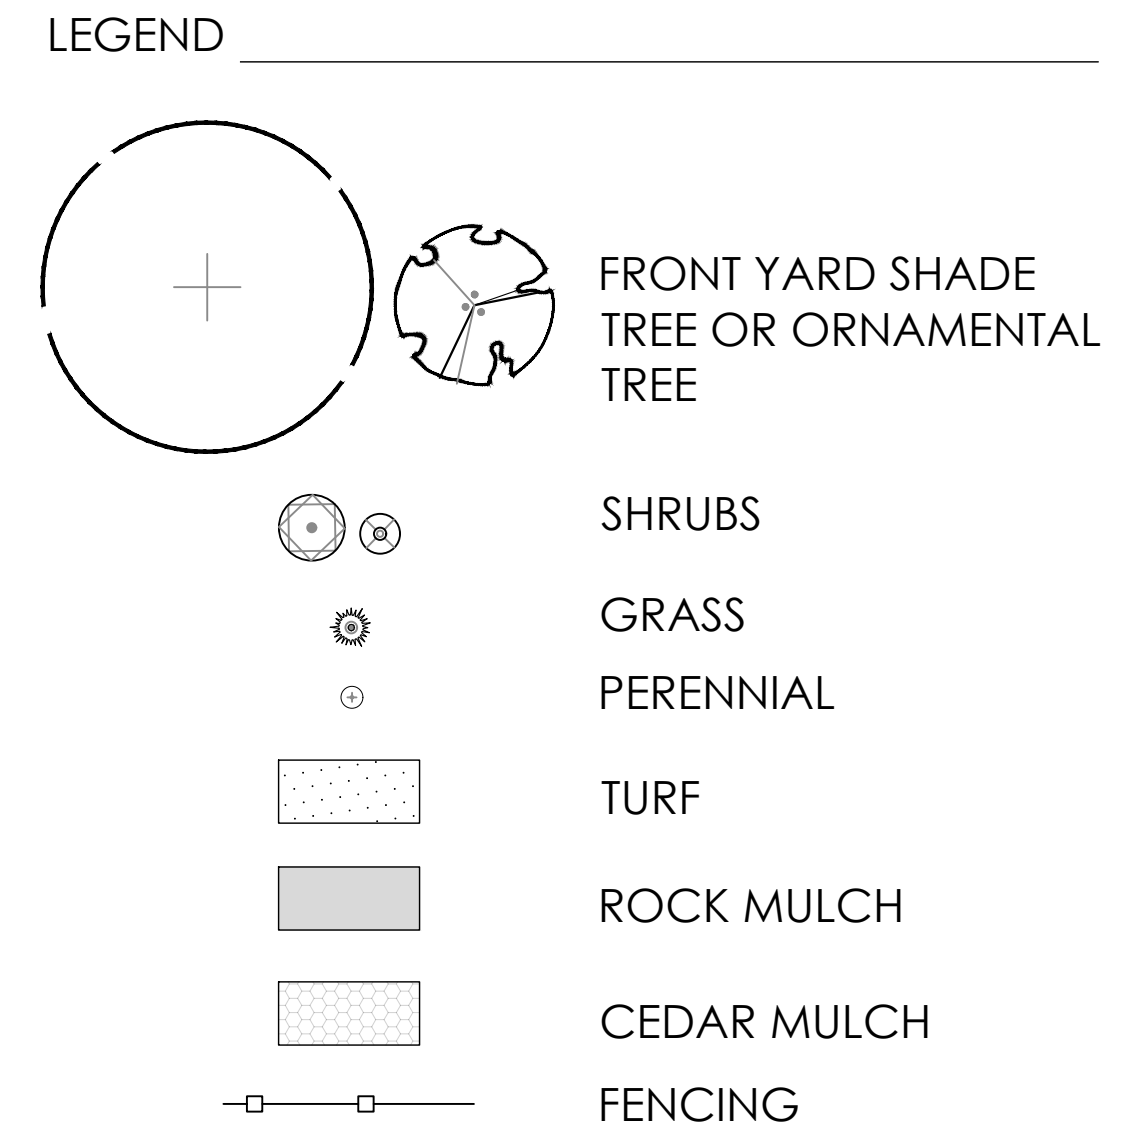 LEGEND
FRONT YARD SHADE
TREE OR ORNAMENTAL
TREE
SHRUBS
GRASS
PERENNIAL
TURF
ROCK MULCH
CEDAR MULCH
FENCING